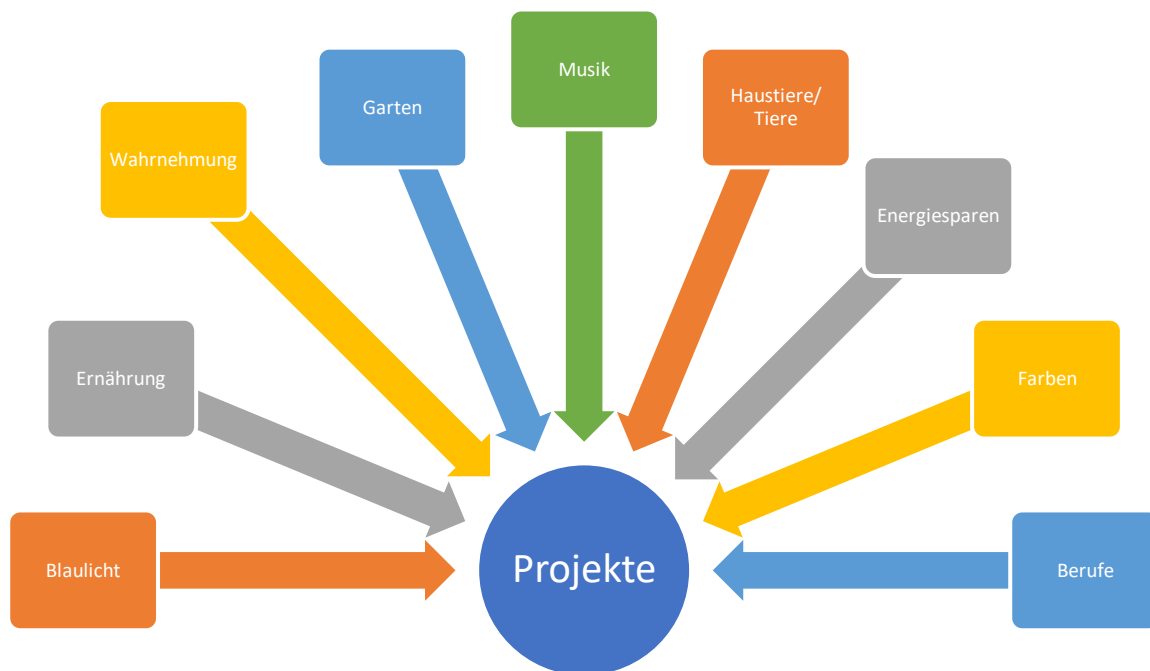 Musik
Garten
Haustiere/
Tiere
Wahrnehmung
Energiesparen
Ernährung
Farben
Blaulicht
Projekte
Berufe